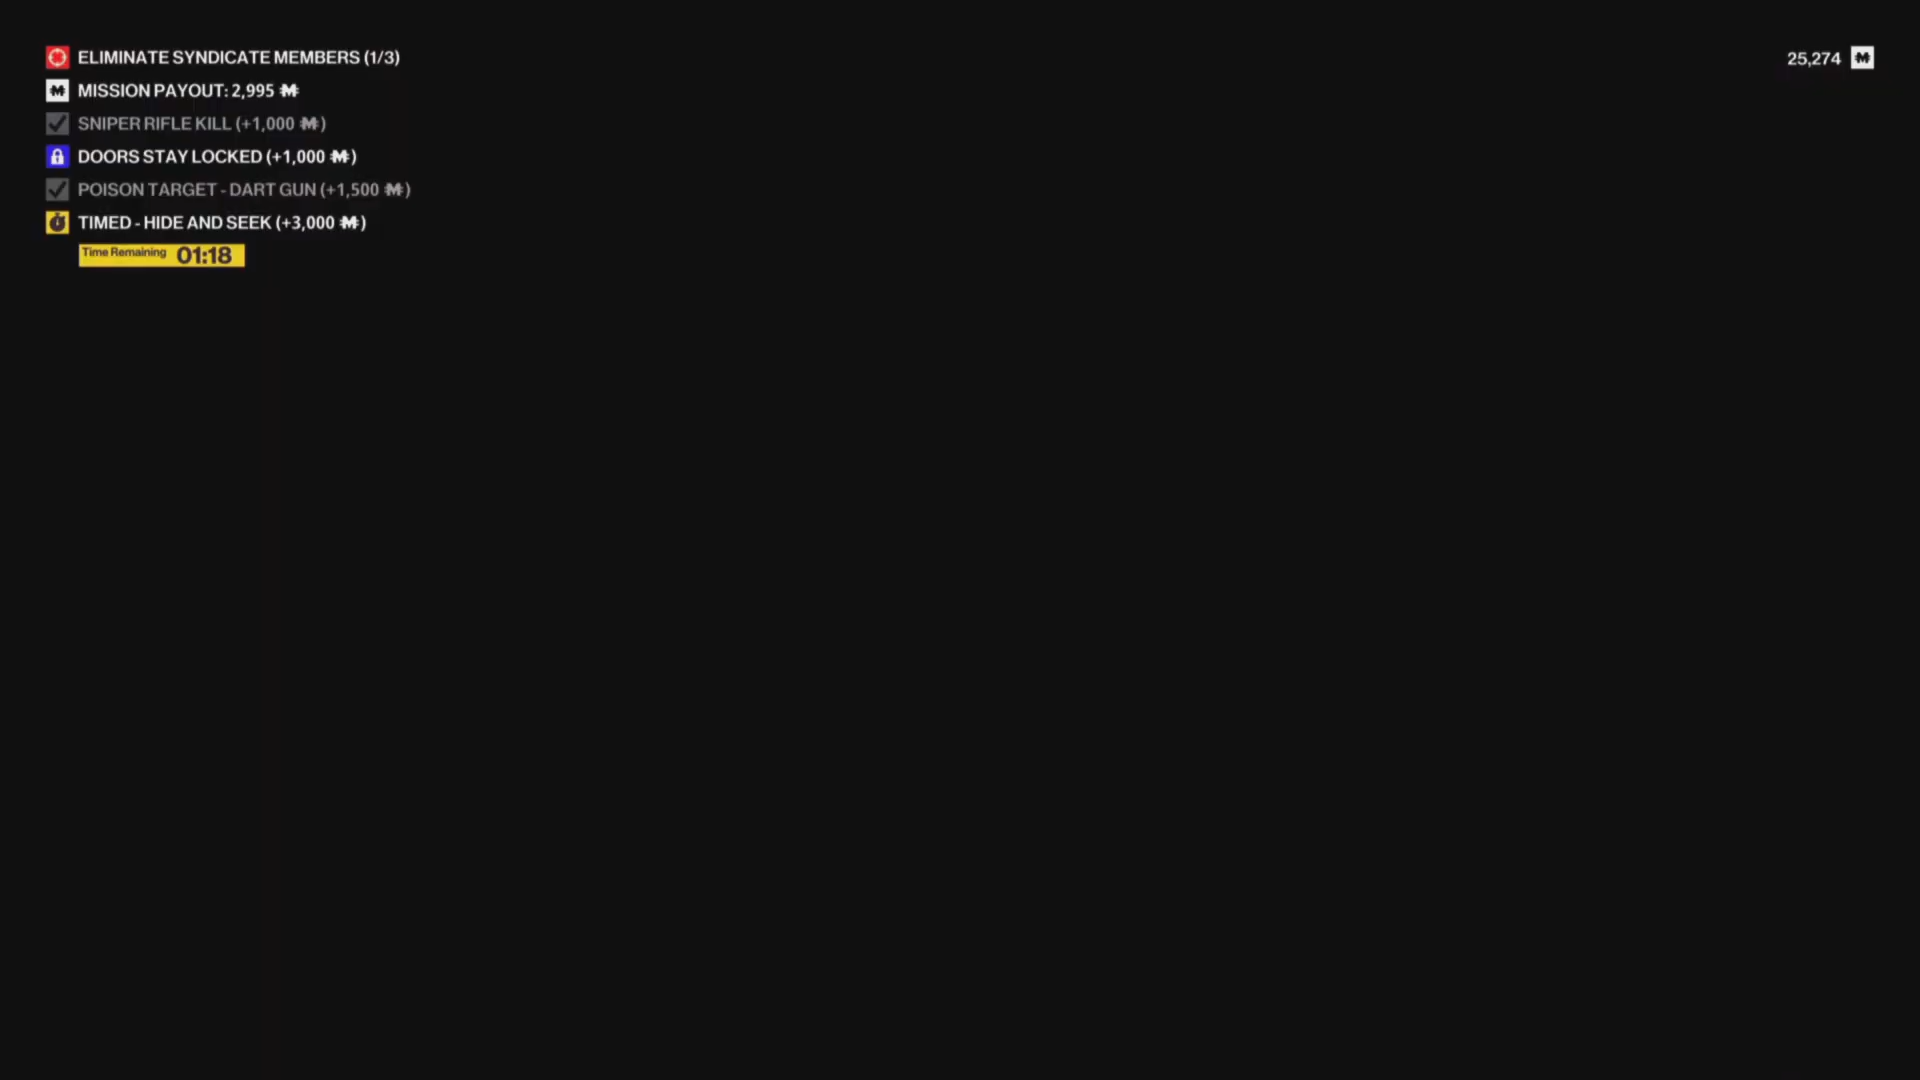 ELIMINATE SYNDICATE MEMBERS (1/3)
25,274
MISSION PAYOUT: 2,995
SNIPER RIFLE KILL (+1,000)
DOORS STAY LOCKED (+1,000)
POISON TARGET - DART GUN (+1,500)
TIMED - HIDE AND SEEK (+3,000)
Time Remaining 01:18